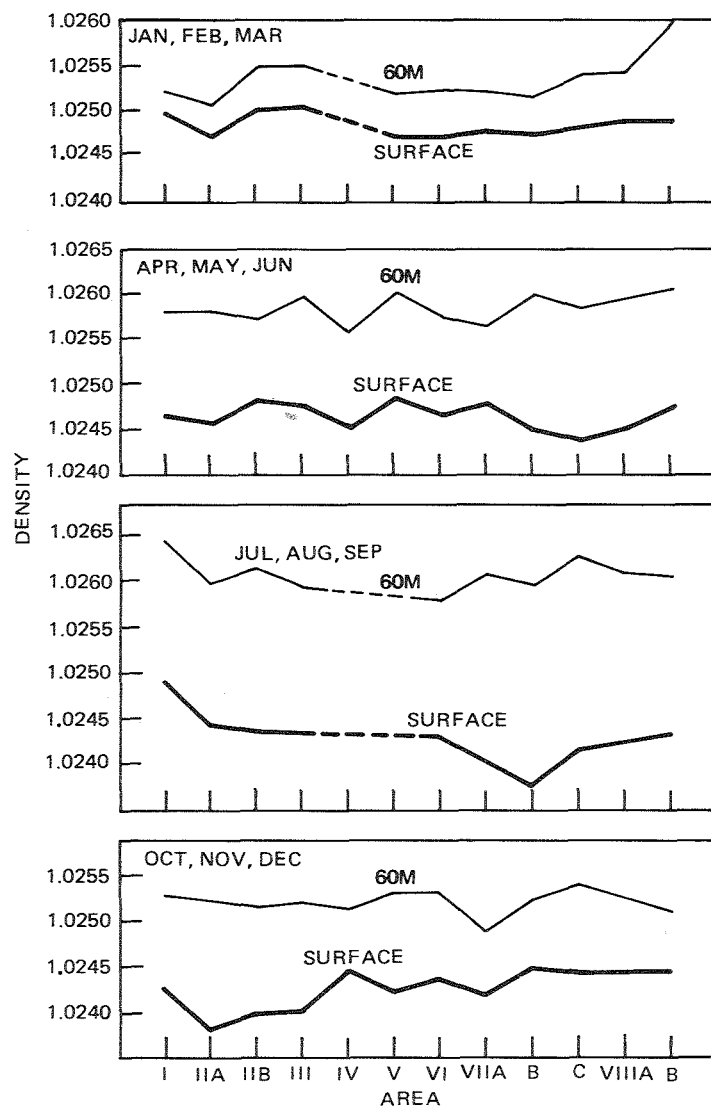 1.0260
JAN, FEB, MAR
1.0255
60M
1.0250
1.0245
SURFACE
1.0240
1.0265
APR, MAY, JUN
60M
1.0260
1.0255
1.0250
SURFACE
1.0245
1.0240
DENSITY
1.0265
JUL, AUG, SEP
1.0260
60M
1.0255
1.0250
SURFACE
1.0245
1.0240
OCT, NOV, DEC
1.0255
60M
1.0250
SURFACE
1.0245
1.0240
I IIA IIB III IV V VI VIIA B C VIIIA B
AREA